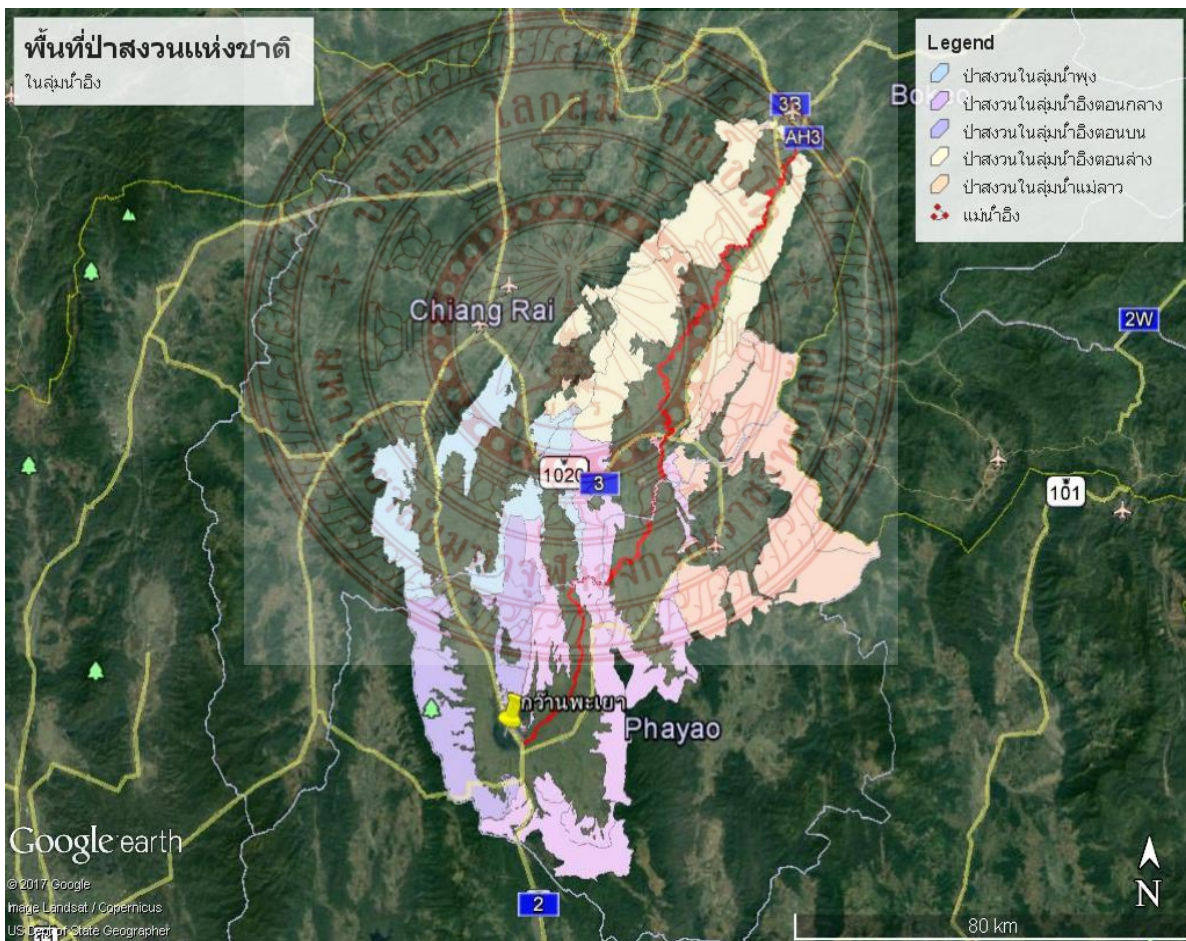 พื้นที่ป่าสงวนแห่งชาติ
ในลุ่มน้ำอิง
Legend
ป่าสงวนในลุ่มน้ำพุง
ป่าสงวนในลุ่มน้ำอิงตอนกลาง
ป่าสงวนในลุ่มน้ำอิงตอนบน
ป่าสงวนในลุ่มน้ำอิงตอนล่าง
ป่าสงวนในลุ่มน้ำแม่ลาว
แม่น้ำอิง
3B
AH3
Chiang Rai
2W
1020
3
101
กว๊านพะเยา
Phayao
Google earth
© 2017 Google
Image Landsat / Copernicus
US Dept of State Geographer
2
80 km
N